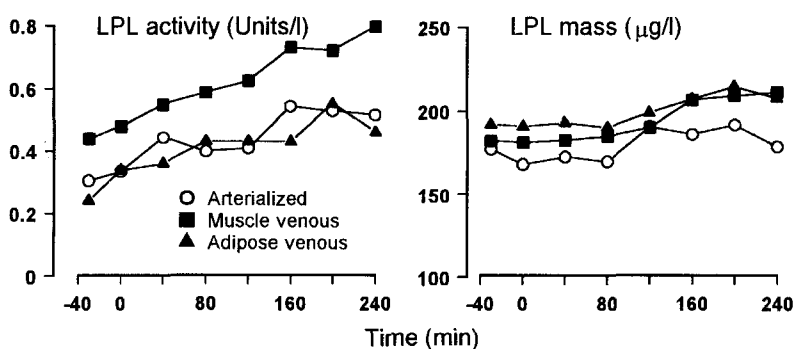 LPL activity (Units/l)
0.8
0.6
0.4
0.2
0
Arterialized
Muscle venous
Adipose venous
-40 0 80 160 240
LPL mass (μg/l)
250
200
150
100
-40 0 80 160 240
Time (min)